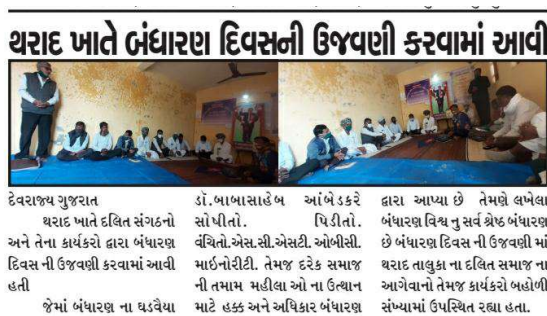 થરાદ ખાતે બંધારણ દિવસની ઉજવણી કરવામાં આવી
દેવરાજ્ય ગુજરાત
થરાદ ખાતે દલિત સંગઠનો
અને તેના કાર્યકરો દ્વારા બંધારણ
દિવસ ની ઉજવણી કરવામાં આવી
હતી
જેમાં બંધારણ ના ઘડવૈયા
ડૉ.બાબાસાહેબ આંબેડકરે
સોષીતો. પિડીતો.
વંચિતો.એસ.સી.એસટી. ઓબીસી.
માઇનોરીટી. તેમજ દરેક સમાજ
ની તમામ મહીલા ઓ ના ઉત્થાન
માટે હક્ક અને અધિકાર બંધારણ
દ્વારા આપ્યા છે તેમણે લખેલા
બંધારણ વિશ્વ નુ સર્વ શ્રેષ્ઠ બંધારણ
છે બંધારણ દિવસ ની ઉજવણી માં
થરાદ તાલુકા ના દલિત સમાજ ના
આગેવાનો તેમજ કાર્યકરો બહોળી
સંખ્યામાં ઉપસ્થિત રહ્યા હતા.